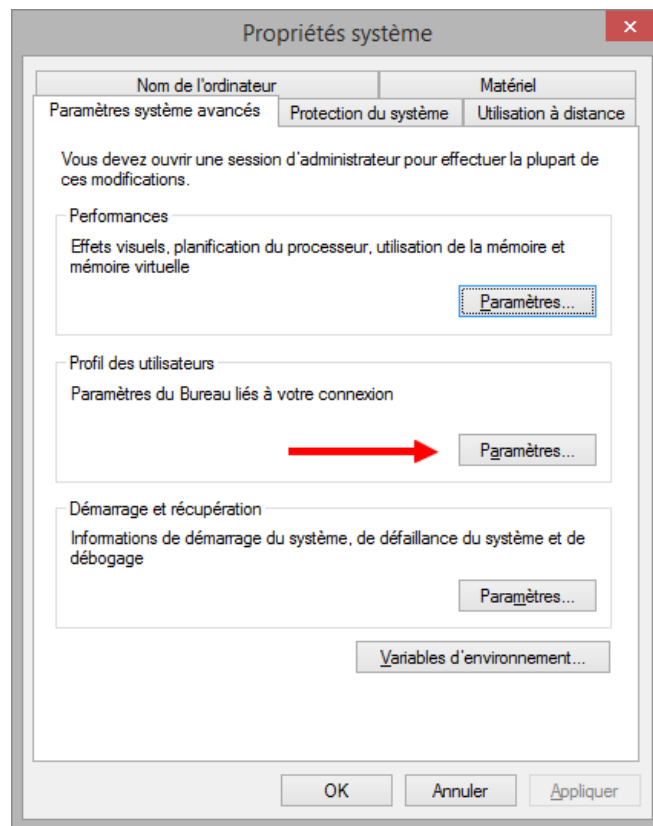 Propriétés système
Nom de l'ordinateur
Matériel
Paramètres système avancés
Protection du système
Utilisation à distance
Vous devez ouvrir une session d'administrateur pour effectuer la plupart de
ces modifications.
Performances
Effets visuels, planification du processeur, utilisation de la mémoire et
mémoire virtuelle
Paramètres...
Profil des utilisateurs
Paramètres du Bureau liés à votre connexion
Paramètres...
Démarrage et récupération
Informations de démarrage du système, de défaillance du système et de
débogage
Paramètres...
Variables d'environnement...
OK
Annuler
Appliquer